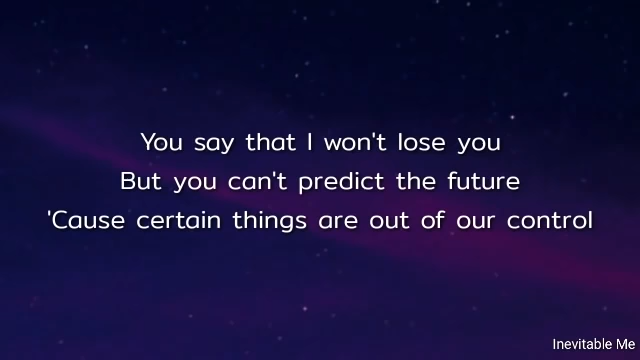 You say that I won't lose you
But you can't predict the future
'Cause certain things are out of our control
Inevitable Me